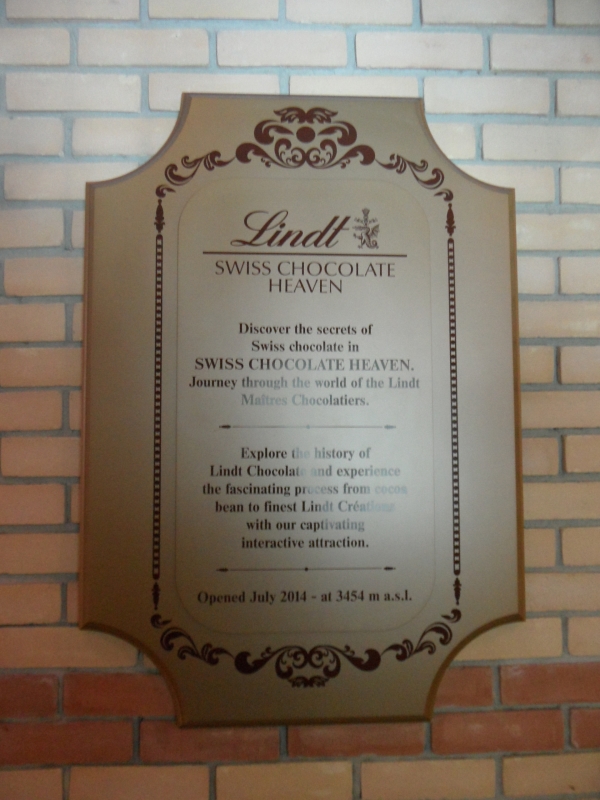 Lindt
SWISS CHOCOLATE
HEAVEN
Discover the secrets of
Swiss chocolate in
SWISS CHOCOLATE HEAVEN.
Journey through the world of the Lindt
Maîtres Chocolatiers.
Explore the history of
Lindt Chocolate and experience
the fascinating process from cocoa
bean to finest Lindt Créations
with our captivating
interactive attraction.
Opened July 2014 - at 3454 m a.s.l.